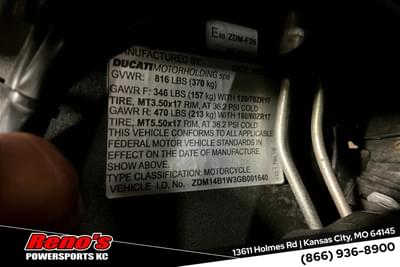 E10 ZDM-F26
MANUFACTURED BY:
DUCATI MOTORHOLDING spa
GVWR: 816 LBS (370 kg)
GAWR F: 346 LBS (157 kg) WITH 120/70ZR17
TIRE, MT3.50x17 RIM, AT 36.2 PSI COLD
GAWR R: 470 LBS (213 kg) WITH 180/60ZR17
TIRE, MT5.50x17 RIM, AT 36.2 PSI COLD
THIS VEHICLE CONFORMS TO ALL APPLICABLE
FEDERAL MOTOR VEHICLE STANDARDS IN
EFFECT ON THE DATE OF MANUFACTURE
SHOW ABOVE
TYPE CLASSIFICATION: MOTORCYCLE
VEHICLE I.D. NO. ZDM14B1W3GB001640
Reno's
POWERSPORTS KC
13611 Holmes Rd | Kansas City, MO 64145
(866) 936-8900